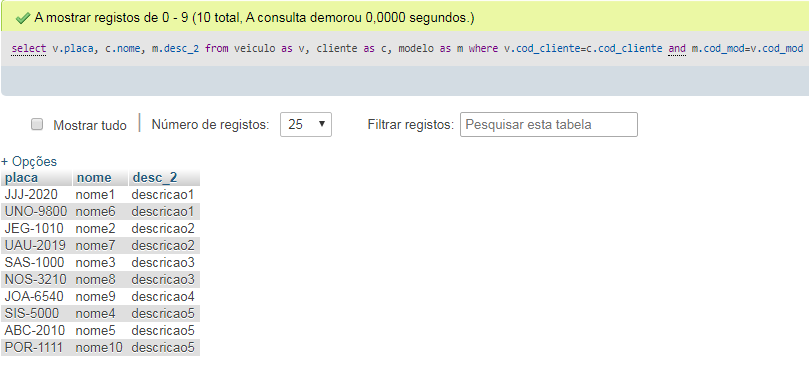 A mostrar registos de 0 - 9 (10 total, A consulta demorou 0,0000 segundos.)
select v.placa, c.nome, m.desc_2 from veiculo as v, cliente as c, modelo as m where v.cod_cliente=c.cod_cliente and m.cod_mod=v.cod_mod
Mostrar tudo | Número de registos: 25 Filtrar registos: Pesquisar esta tabela
+ Opções
placa nome desc_2
JJJ-2020 nome1 descricao1
UNO-9800 nome6 descricao1
JEG-1010 nome2 descricao2
UAU-2019 nome7 descricao2
SAS-1000 nome3 descricao3
NOS-3210 nome8 descricao3
JOA-6540 nome9 descricao4
SIS-5000 nome4 descricao5
ABC-2010 nome5 descricao5
POR-1111 nome10 descricao5